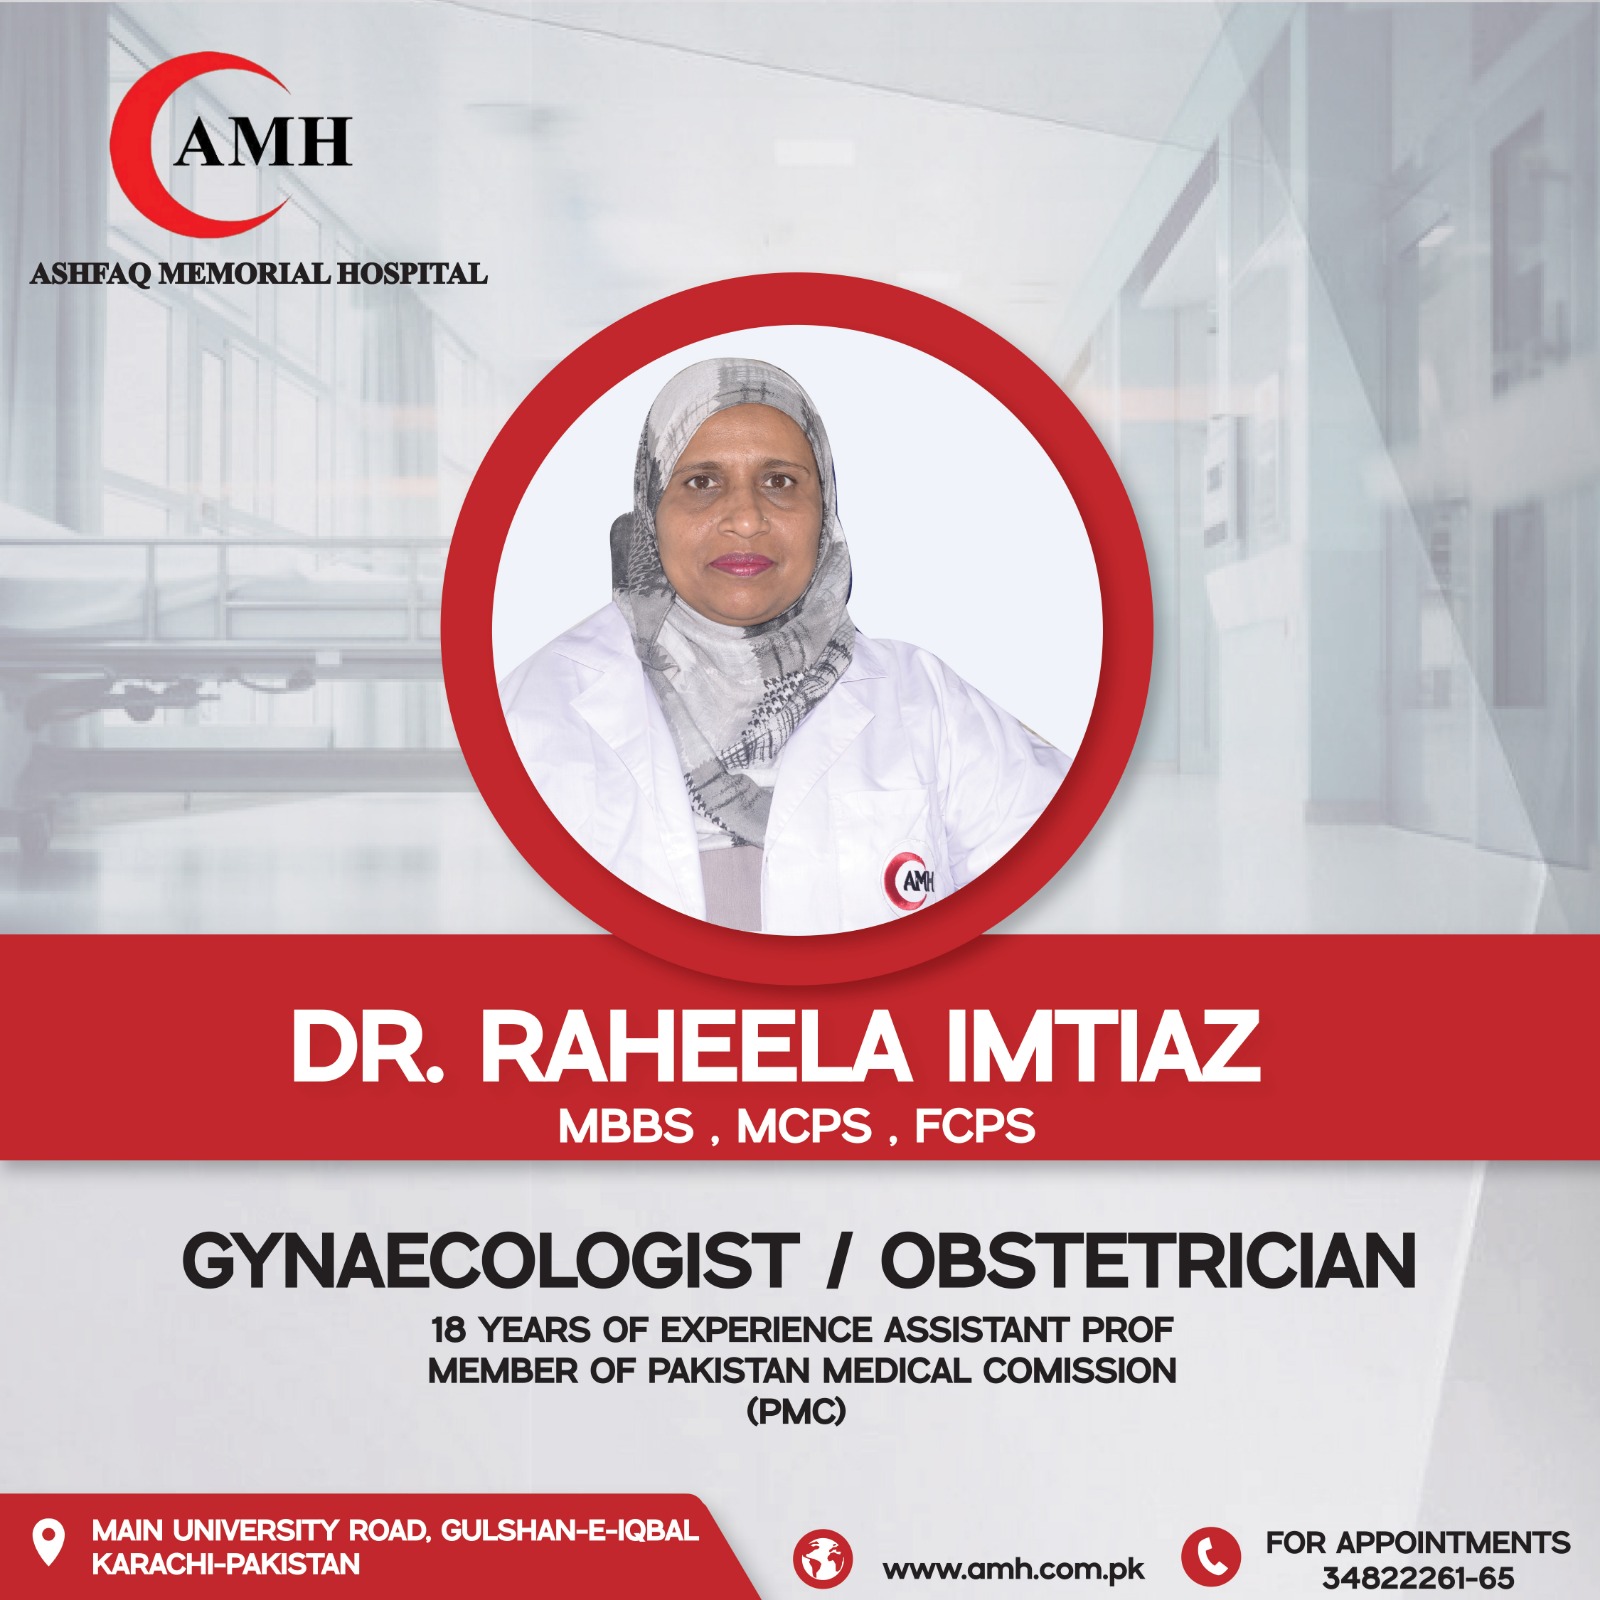 AMH
ASHFAQ MEMORIAL HOSPITAL
AMH
DR. RAHEELA IMTIAZ
MBBS , MCPS , FCPS
GYNAECOLOGIST / OBSTETRICIAN
18 YEARS OF EXPERIENCE ASSISTANT PROF
MEMBER OF PAKISTAN MEDICAL COMISSION
(PMC)
MAIN UNIVERSITY ROAD, GULSHAN-E-IQBAL
KARACHI-PAKISTAN
www.amh.com.pk
FOR APPOINTMENTS
34822261-65